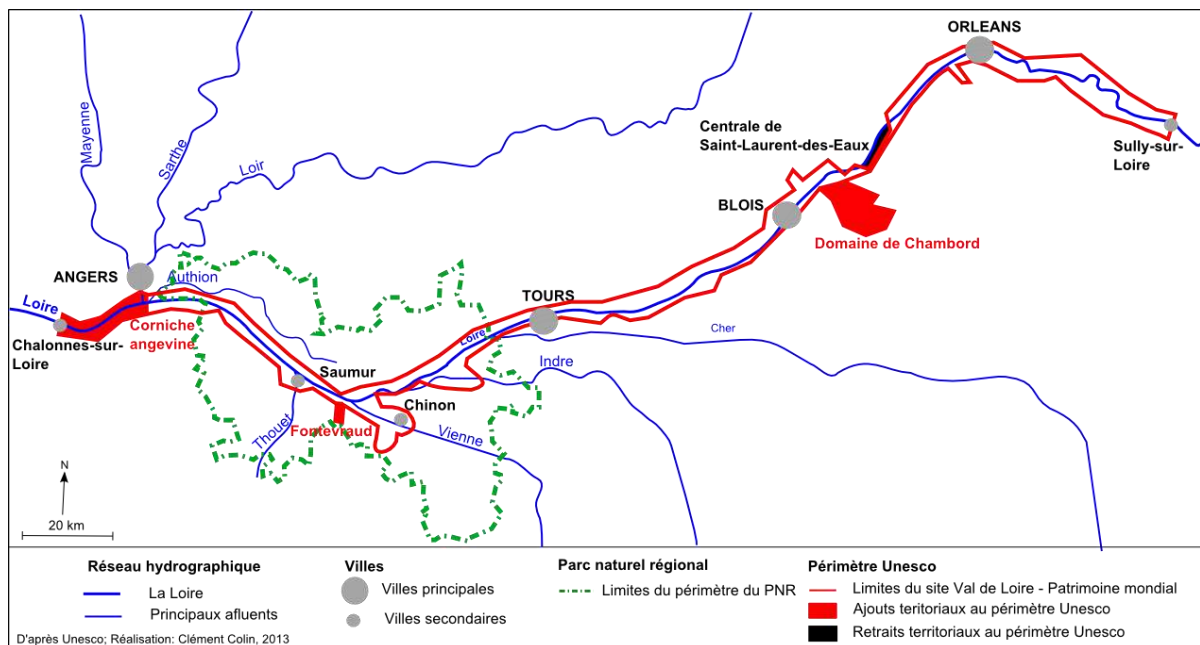 ORLEANS
Mayenne
Sarthe
Loir
Centrale de
Saint-Laurent-des-Eaux
Sully-sur-
Loire
BLOIS
Domaine de Chambord
ANGERS
Authion
Loire
Corniche
angevine
Chalonnes-sur-
Loire
TOURS
Loire
Cher
Indre
Saumur
Chinon
Thouet
Fontevraud
Vienne
N
20 km
Réseau hydrographique
La Loire
Principaux afluents
Villes
Villes principales
Villes secondaires
Parc naturel régional
Limites du périmètre du PNR
Périmètre Unesco
Limites du site Val de Loire - Patrimoine mondial
Ajouts teritoriaux au périmètre Unesco
Retraits territoriaux au périmètre Unesco
D'après Unesco; Réalisation: Clément Colin, 2013